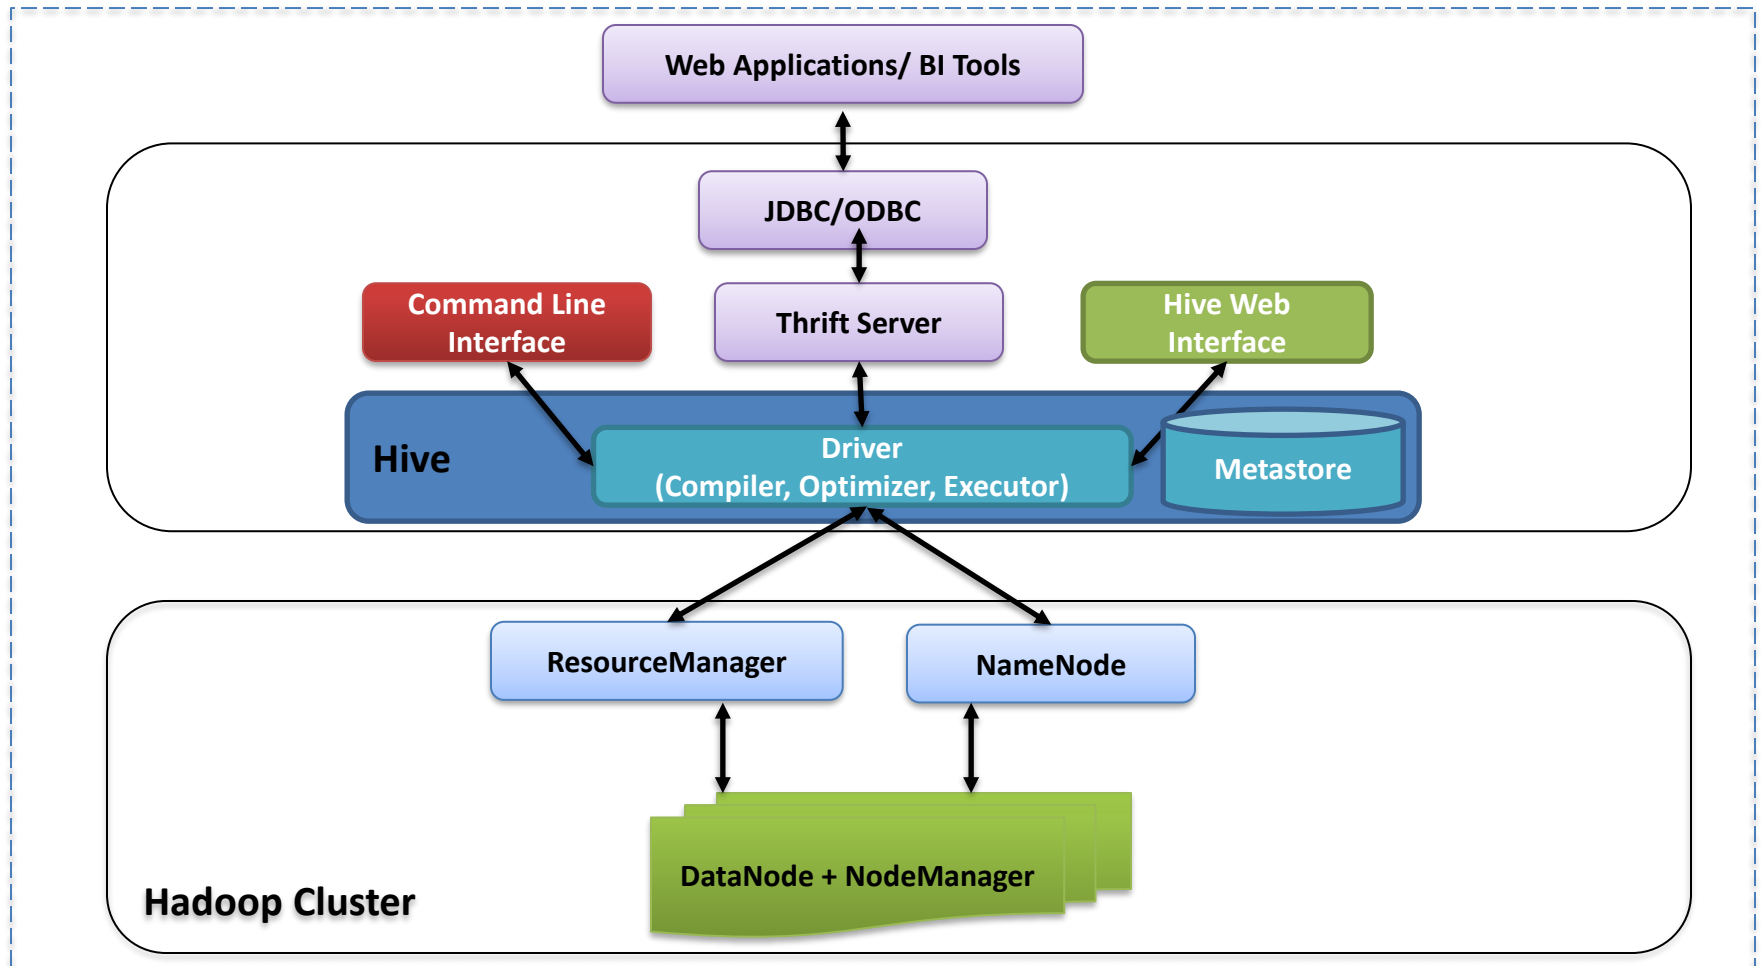 Web Applications/ BI Tools
JDBC/ODBC
Command Line
Interface
Thrift Server
Hive Web
Interface
Hive
Driver
(Compiler, Optimizer, Executor)
Metastore
ResourceManager
NameNode
DataNode + NodeManager
Hadoop Cluster